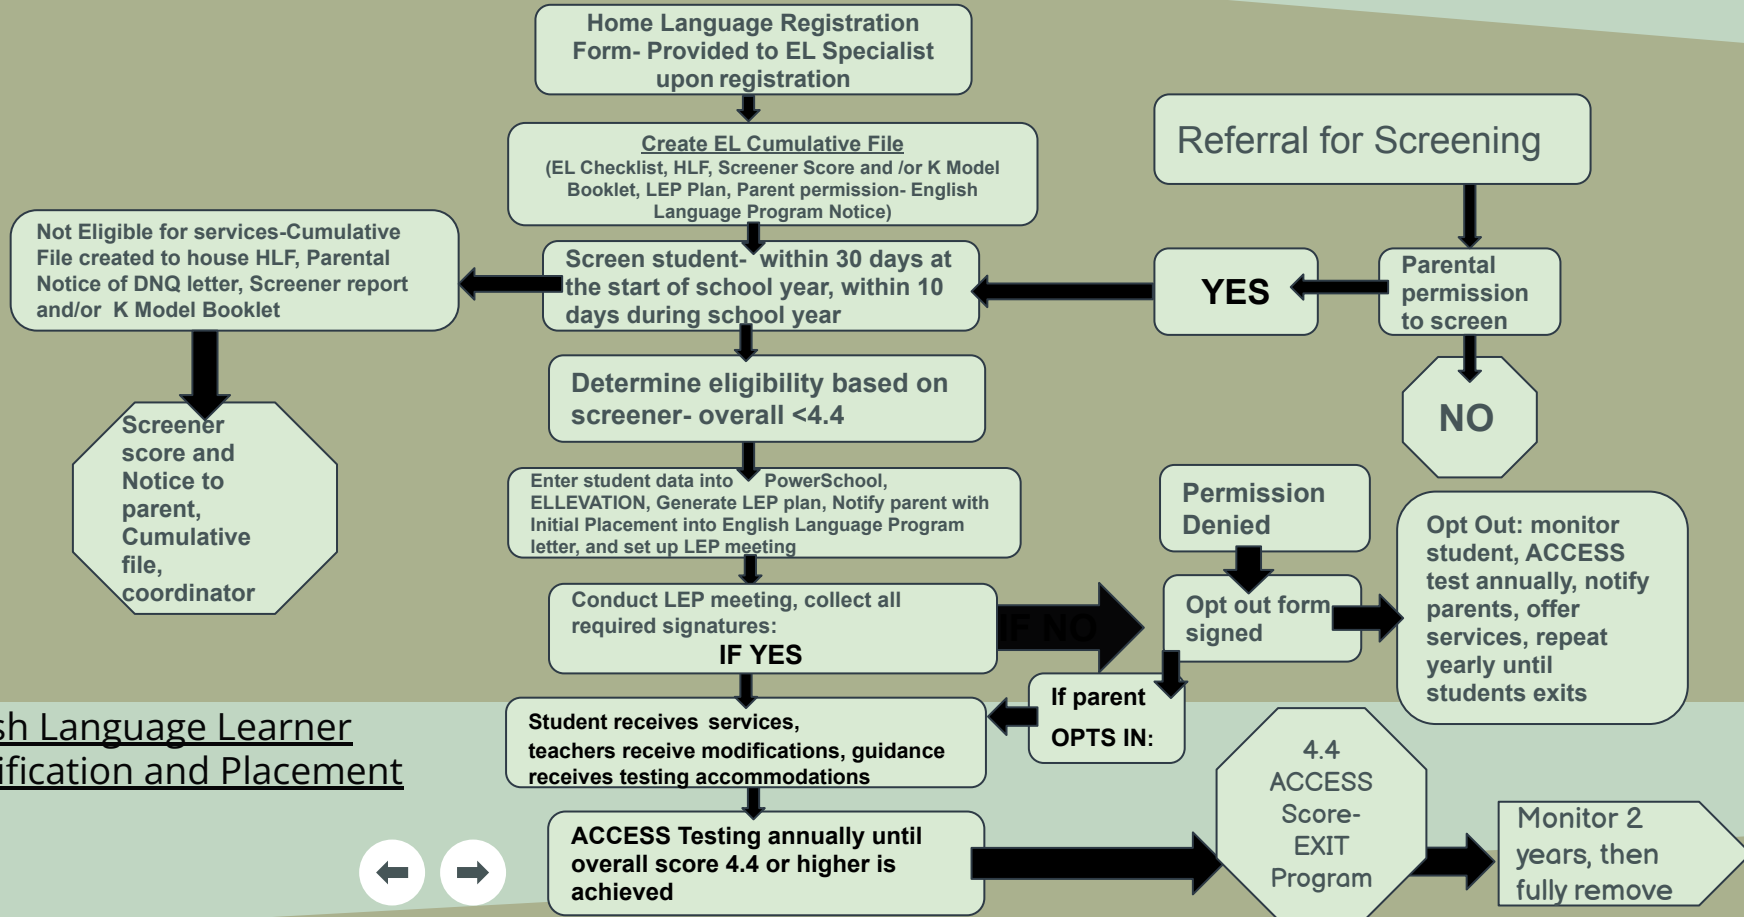 Home Language Registration
Form- Provided to EL Specialist
upon registration
Create EL Cumulative File
(EL Checklist, HLF, Screener Score and /or K Model
Booklet, LEP Plan, Parent permission- English
Language Program Notice)
Referral for Screening
Not Eligible for services-Cumulative
File created to house HLF, Parental
Notice of DNQ letter, Screener report
and/or K Model Booklet
Screen student- within 30 days at
the start of school year, within 10
days during school year
YES
Parental
permission
to screen
NO
Determine eligibility based on
screener- overall <4.4
Screener
score and
Notice to
parent,
Cumulative
file,
coordinator
Enter student data into PowerSchool,
ELLEVATION, Generate LEP plan, Notify parent with
Initial Placement into English Language Program
letter, and set up LEP meeting
Permission
Denied
Opt Out: monitor
student, ACCESS
test annually, notify
parents, offer
services, repeat
yearly until
students exits
Conduct LEP meeting, collect all
required signatures:
IF YES
IF NO
Opt out form
signed
If parent
OPTS IN:
Student receives services,
teachers receive modifications, guidance
receives testing accommodations
sh Language Learner
ification and Placement
ACCESS Testing annually until
overall score 4.4 or higher is
achieved
4.4
ACCESS
Score-
EXIT
Program
Monitor 2
years, then
fully remove